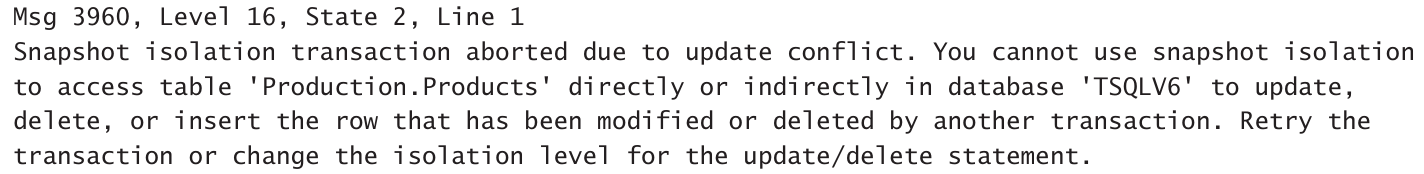 Msg 3960, Level 16, State 2, Line 1
Snapshot isolation transaction aborted due to update conflict. You cannot use snapshot isolation
to access table 'Production.Products' directly or indirectly in database 'TSQLV6' to update,
delete, or insert the row that has been modified or deleted by another transaction. Retry the
transaction or change the isolation level for the update/delete statement.